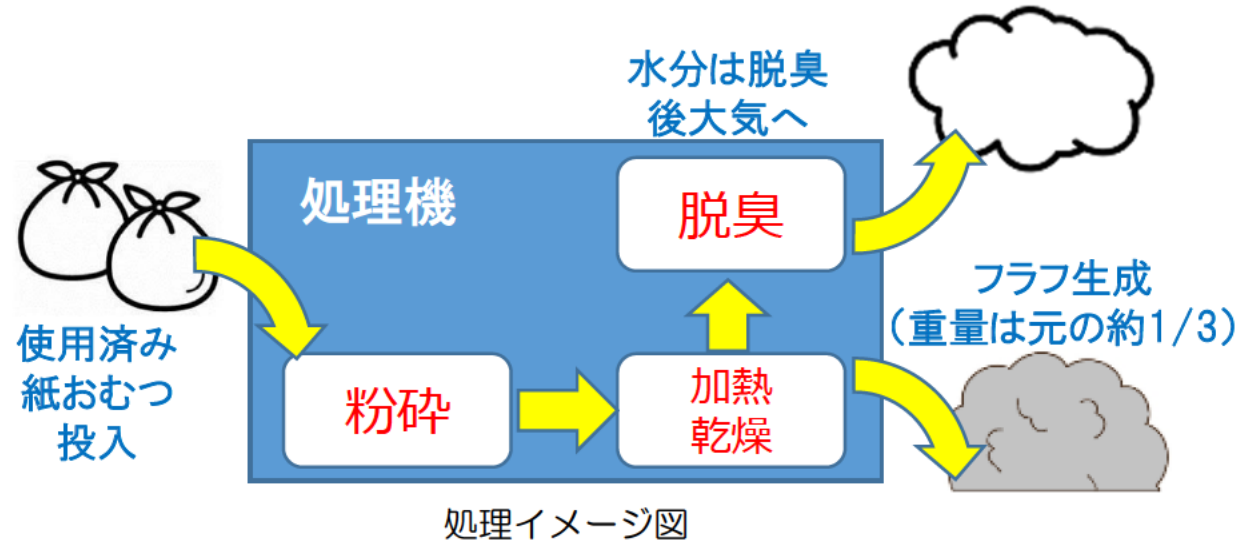 水分は脱臭
後大気へ
処理機
脱臭
使用済み
紙おむつ
投入
粉砕
加熱
乾燥
フラフ生成
（重量は元の約1/3）
処理イメージ図